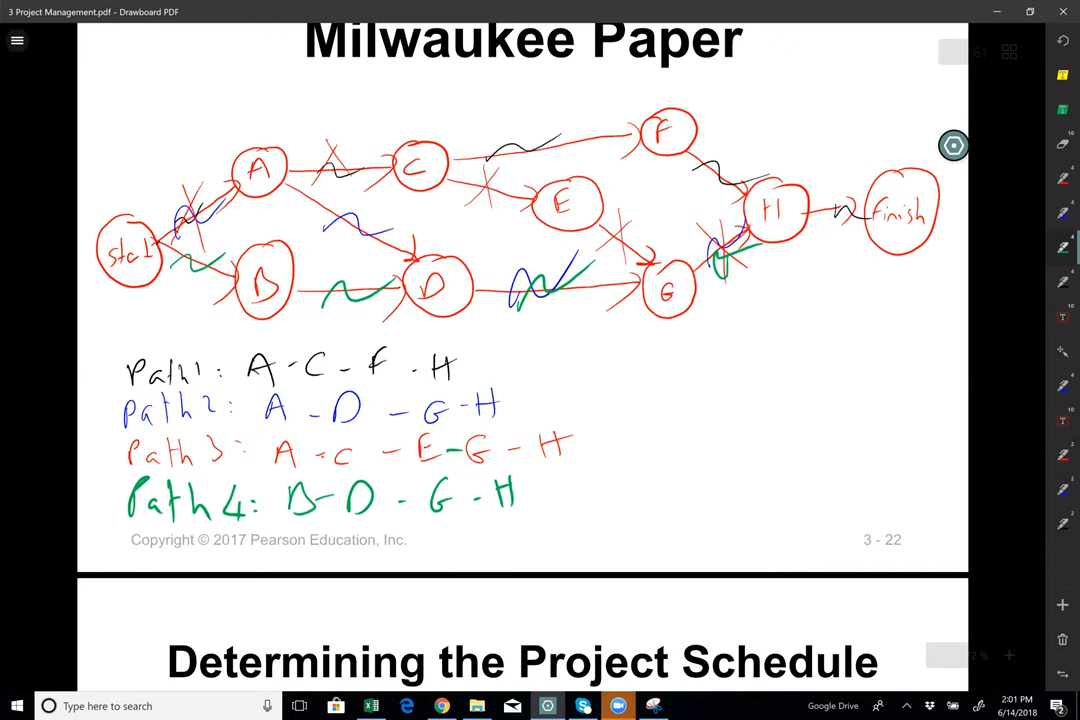 3 Project Management.pdf - Drawboard PDF
Milwaukee Paper
61
F
A
C
E
H
Finish
Start
B
D
G
Path 1: A - C - F - H
Path 2: A - D - G - H
Path 3: A - C - E - G - H
Path 4: B - D - G - H
Copyright © 2017 Pearson Education, Inc.
3 - 22
Determining the Project Schedule
Type here to search
Google Drive
2:01 PM
6/14/2018